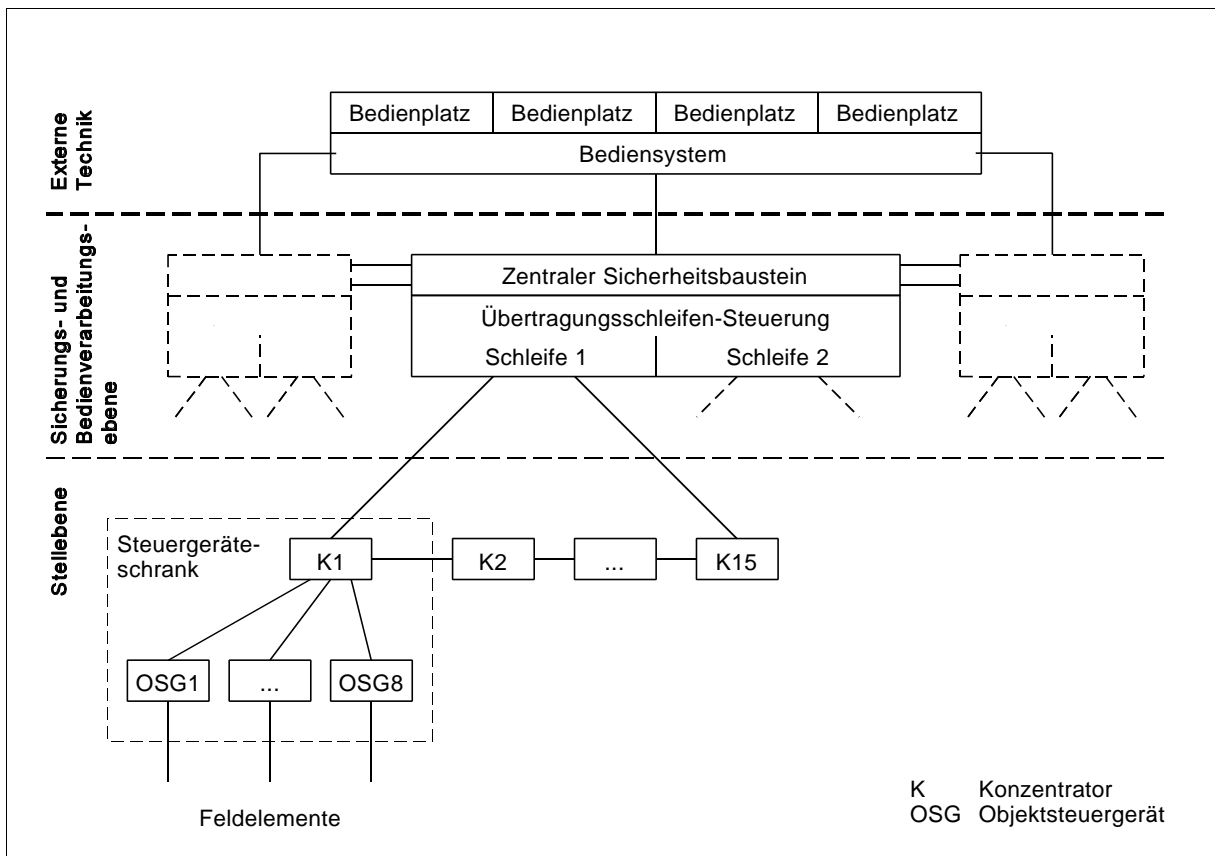 Externe
Technik
Bedienplatz
Bedienplatz
Bedienplatz
Bedienplatz
Bediensystem
Sicherungs- und
Bedienverarbeitungs-
ebene
Zentraler Sicherheitsbaustein
Übertragungsschleifen-Steuerung
Schleife 1
Schleife 2
Stellebene
Steuergeräte-
schrank
K1
K2
...
K15
OSG1
...
OSG8
Feldelemente
K Konzentrator
OSG Objektsteuergerät